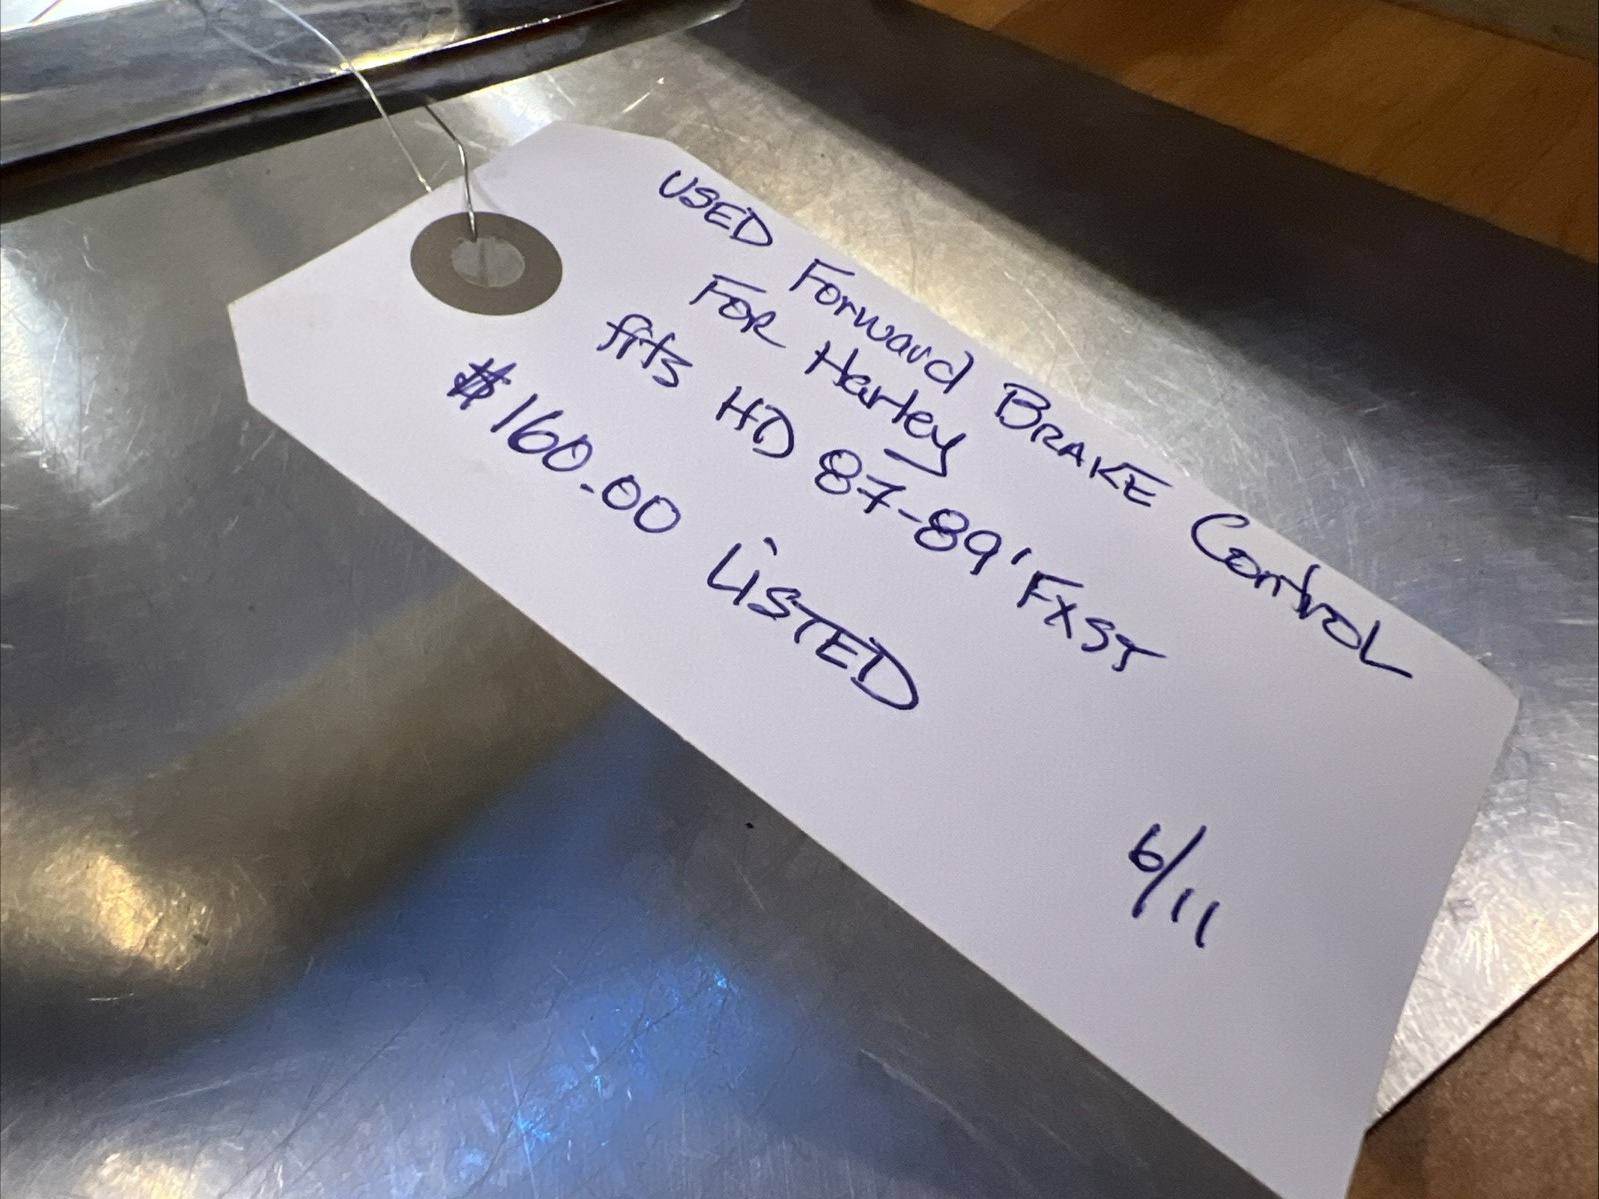 USED Forward BRAKE Control
FOR Harley
fits HD 87-89' FXST
$160.00 LiSTED
6/11